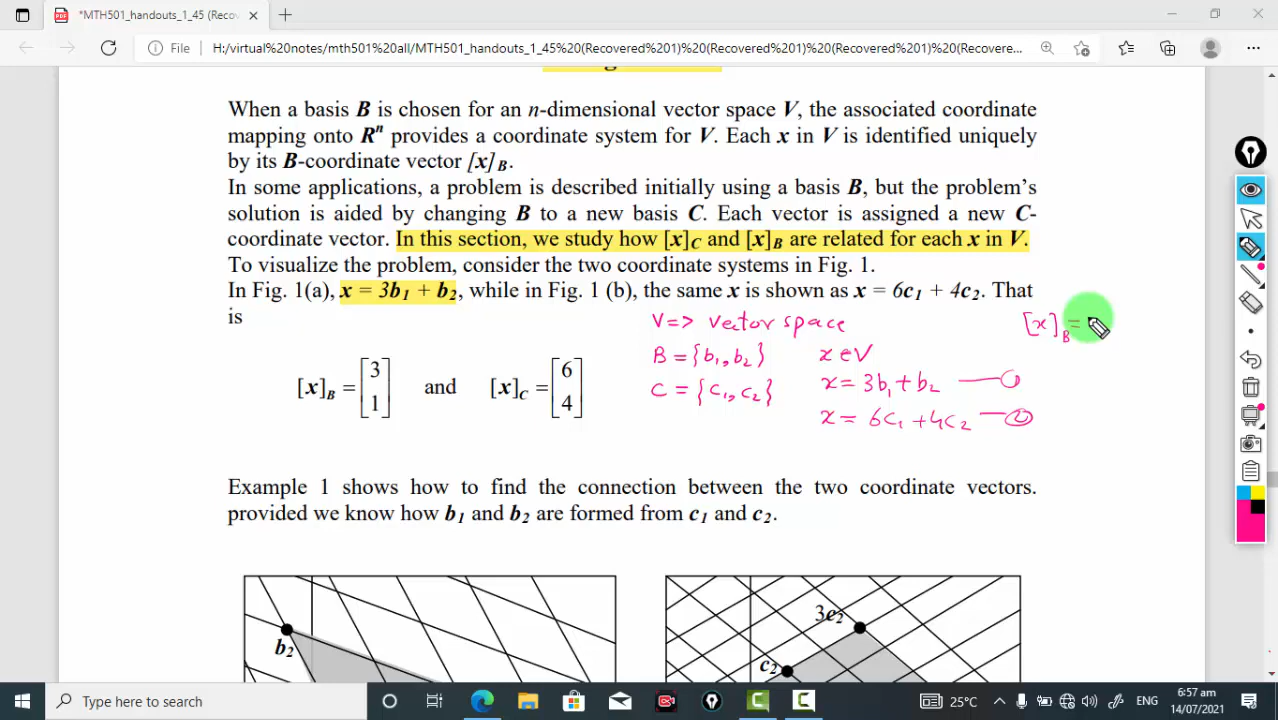 *MTH501_handouts_1_45 (Reco
File
H:/virtual%20notes/mth501%20all/MTH501_handouts_1_45%20(Recovered%201)%20(Recovered%201)%20(Recovered%201)%20(Recovere...
When a basis B is chosen for an n-dimensional vector space V, the associated coordinate
mapping onto Rⁿ provides a coordinate system for V. Each x in V is identified uniquely
by its B-coordinate vector [x]B.
In some applications, a problem is described initially using a basis B, but the problem's
solution is aided by changing B to a new basis C. Each vector is assigned a new C-
coordinate vector. In this section, we study how [x]C and [x]B are related for each x in V.
To visualize the problem, consider the two coordinate systems in Fig. 1.
In Fig. 1(a), x = 3b₁ + b₂, while in Fig. 1 (b), the same x is shown as x = 6c₁ + 4c₂. That
is
V=> vector space
[x]B =
B = {b₁, b₂}
x ∈ V
C = {c₁, c₂}
x = 3b₁ + b₂ — ①
x = 6c₁ + 4c₂ — ②
[x]B = [3 1] and [x]C = [6 4]
Example 1 shows how to find the connection between the two coordinate vectors.
provided we know how b₁ and b₂ are formed from c₁ and c₂.
b₂
3c₂
c₂
Type here to search
25°C
ENG
6:57 am
14/07/2021